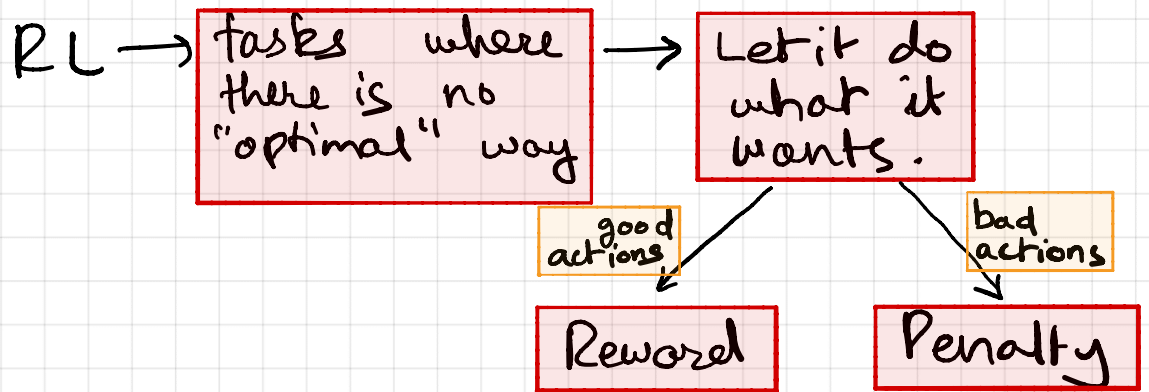 RL
tasks where
there is no
"optimal" way
Let it do
what it
wants.
good
actions
bad
actions
Reward
Penalty